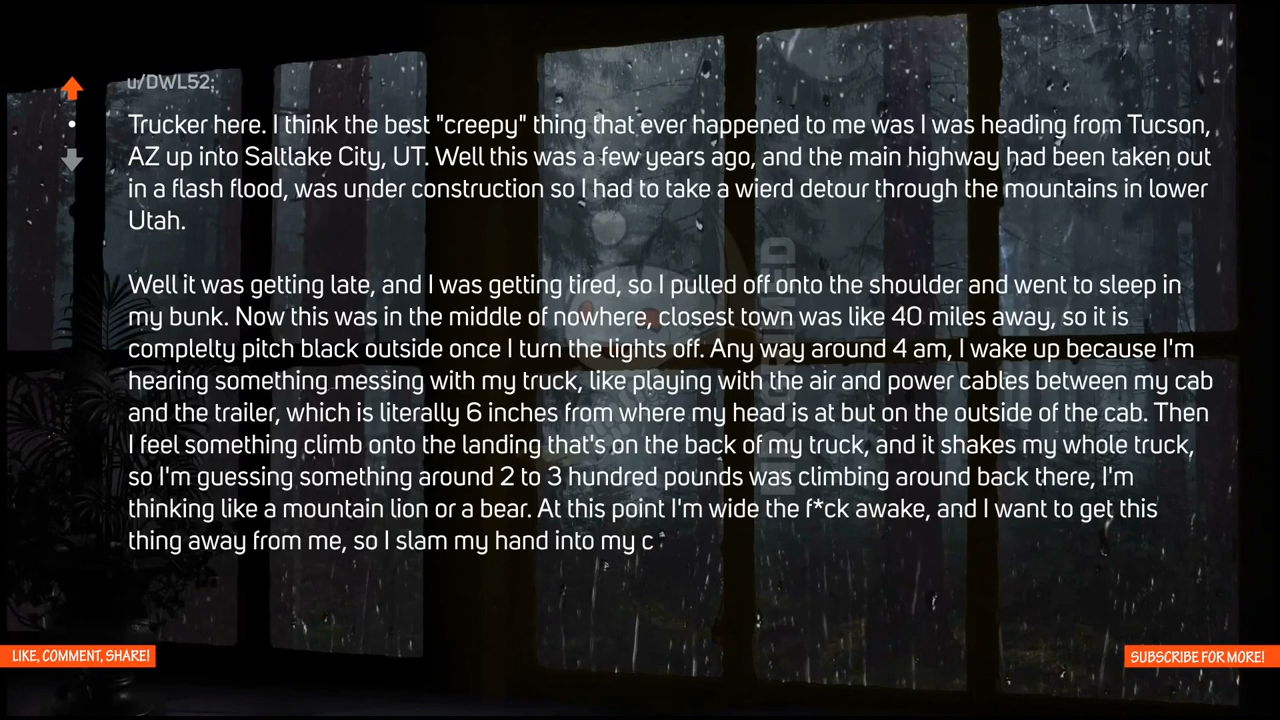 u/DWL52:
Trucker here. I think the best "creepy" thing that ever happened to me was I was heading from Tucson,
AZ up into Saltlake City, UT. Well this was a few years ago, and the main highway had been taken out
in a flash flood, was under construction so I had to take a wierd detour through the mountains in lower
Utah.
Well it was getting late, and I was getting tired, so I pulled off onto the shoulder and went to sleep in
my bunk. Now this was in the middle of nowhere, closest town was like 40 miles away, so it is
complelty pitch black outside once I turn the lights off. Any way around 4 am, I wake up because I'm
hearing something messing with my truck, like playing with the air and power cables between my cab
and the trailer, which is literally 6 inches from where my head is at but on the outside of the cab. Then
I feel something climb onto the landing that's on the back of my truck, and it shakes my whole truck,
so I'm guessing something around 2 to 3 hundred pounds was climbing around back there, I'm
thinking like a mountain lion or a bear. At this point I'm wide the f*ck awake, and I want to get this
thing away from me, so I slam my hand into my c
LIKE, COMMENT, SHARE!
SUBSCRIBE FOR MORE!